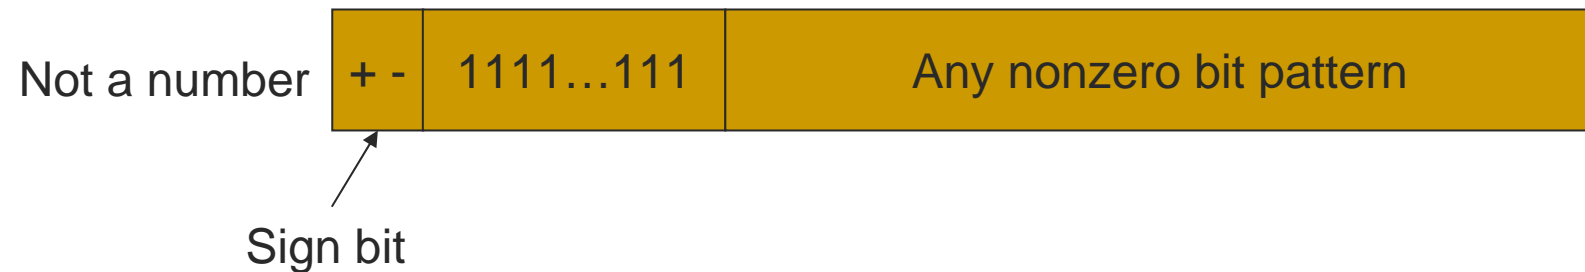 Not a number + - 1111…111 Any nonzero bit pattern
Sign bit